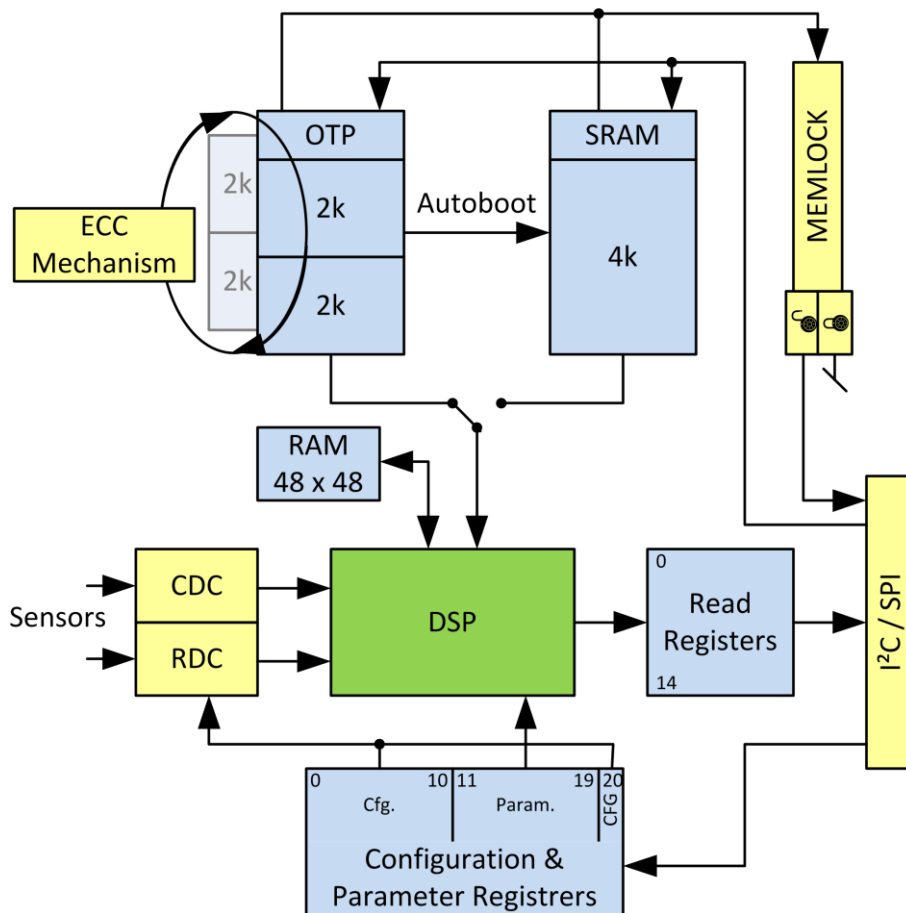 OTP
SRAM
MEMLOCK
2k
2k
Autoboot
ECC
Mechanism
4k
2k
2k
RAM
48 x 48
CDC
DSP
0
Read
Registers
14
I²C / SPI
Sensors
RDC
0
10
11
19
20
Cfg.
Param.
CFG
Configuration &
Parameter Registrers